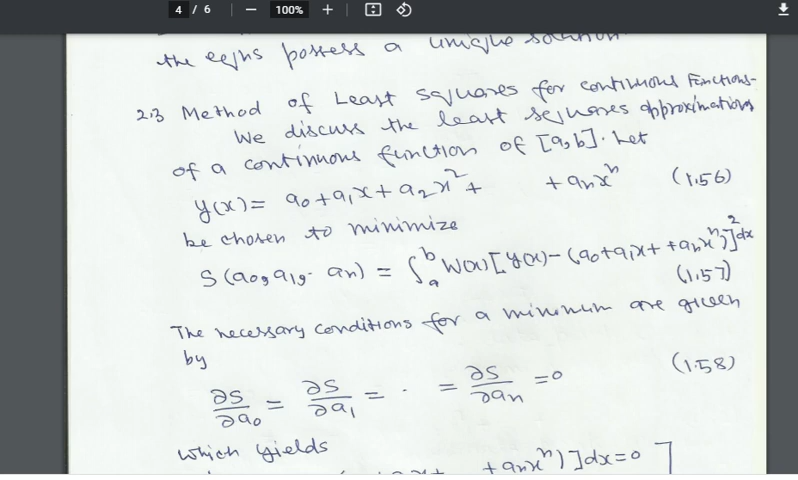 4 / 6 — 100% +
the eqns possess a unique solution
2.3 Method of Least squares for continuous Functions-
We discuss the least squares approximations
of a continuous function of [a,b]. Let
y(x) = a₀ + a₁x + a₂x² + + aₙxⁿ (1.56)
be chosen to minimize
S(a₀, a₁, . aₙ) = ∫ₐᵇ W(x) [Y(x) - (a₀ + a₁x + + aₙxⁿ)]² dx
(1.57)
The necessary conditions for a minimum are given
by
∂S/∂a₀ = ∂S/∂a₁ = · = ∂S/∂aₙ = 0 (1.58)
which yields
+ aₙxⁿ)] dx = 0 ]